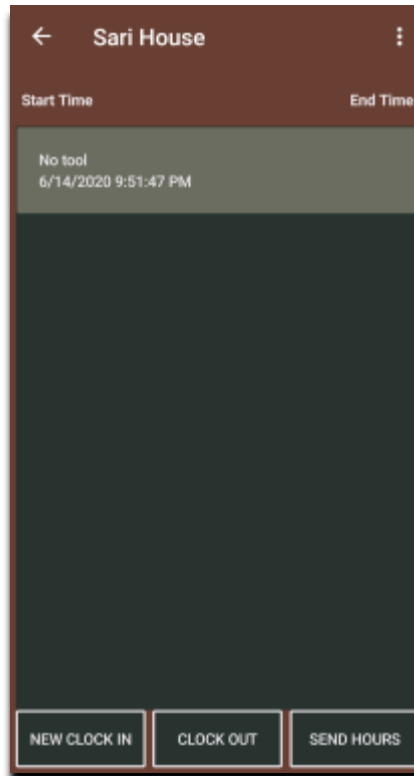 Sari House
Start Time End Time
No tool
6/14/2020 9:51:47 PM
NEW CLOCK IN CLOCK OUT SEND HOURS